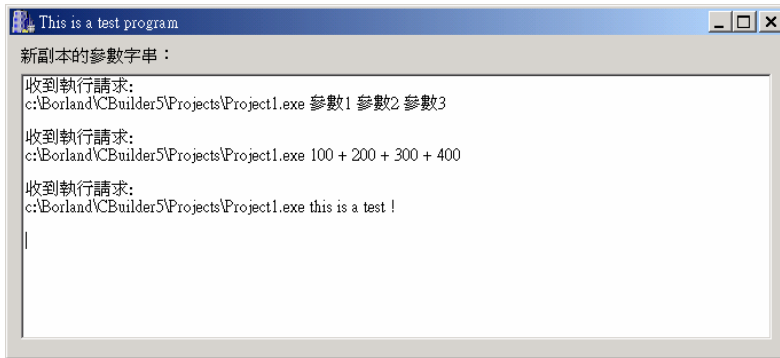 This is a test program
新副本的參數字串：
收到執行請求:
c:\Borland\CBuilder5\Projects\Project1.exe 參數1 參數2 參數3
收到執行請求:
c:\Borland\CBuilder5\Projects\Project1.exe 100 + 200 + 300 + 400
收到執行請求:
c:\Borland\CBuilder5\Projects\Project1.exe this is a test !